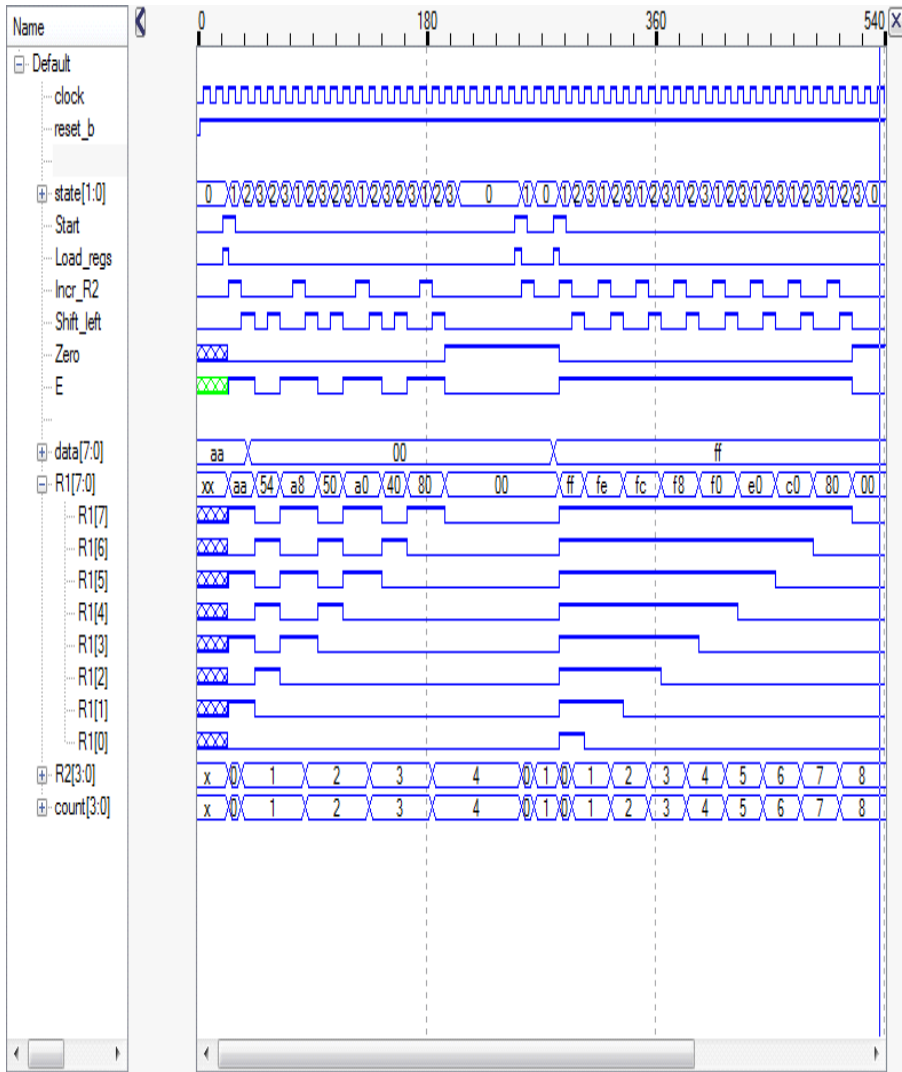 Name
0 180 360 540
Default
clock
reset_b
state[1:0] 0 1 2 3 2 3 1 2 3 2 3 1 2 3 2 3 1 2 3 0 1 0 1 2 3 1 2 3 1 2 3 1 2 3 1 2 3 1 2 3 1 2 3 1 2 3 0
Start
Load_regs
Incr_R2
Shift_left
Zero
E
data[7:0] aa 00 ff
R1[7:0] xx aa 54 a8 50 a0 40 80 00 ff fe fc f8 f0 e0 c0 80 00
R1[7]
R1[6]
R1[5]
R1[4]
R1[3]
R1[2]
R1[1]
R1[0]
R2[3:0] x 0 1 2 3 4 0 1 0 1 2 3 4 5 6 7 8
count[3:0] x 0 1 2 3 4 0 1 0 1 2 3 4 5 6 7 8